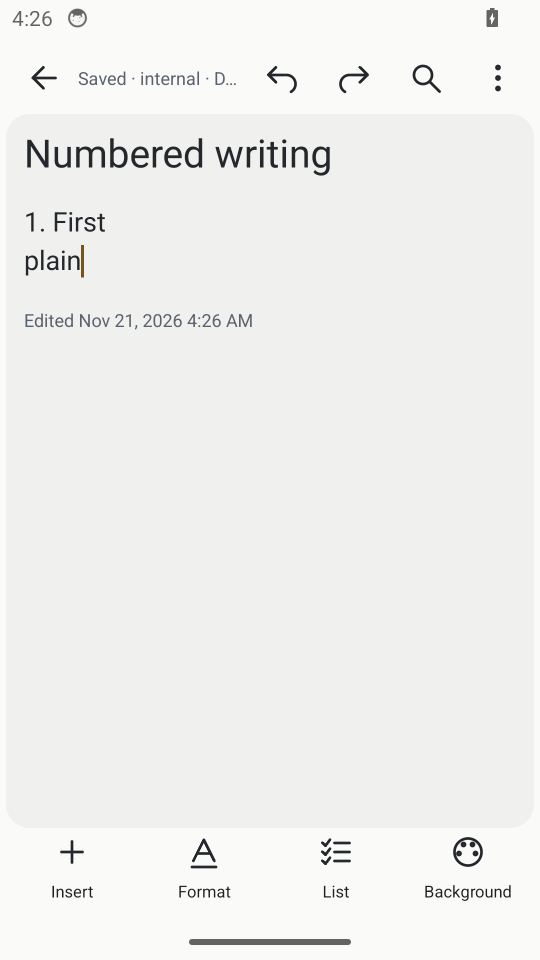 4:26
Saved · internal · D…
Numbered writing
1. First
plain
Edited Nov 21, 2026 4:26 AM
Insert
Format
List
Background